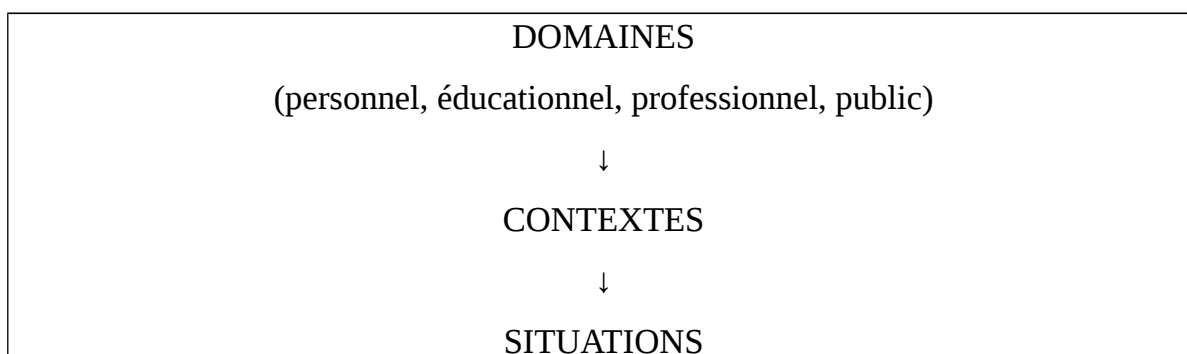 DOMAINES
(personnel, éducationnel, professionnel, public)
↓
CONTEXTES
↓
SITUATIONS